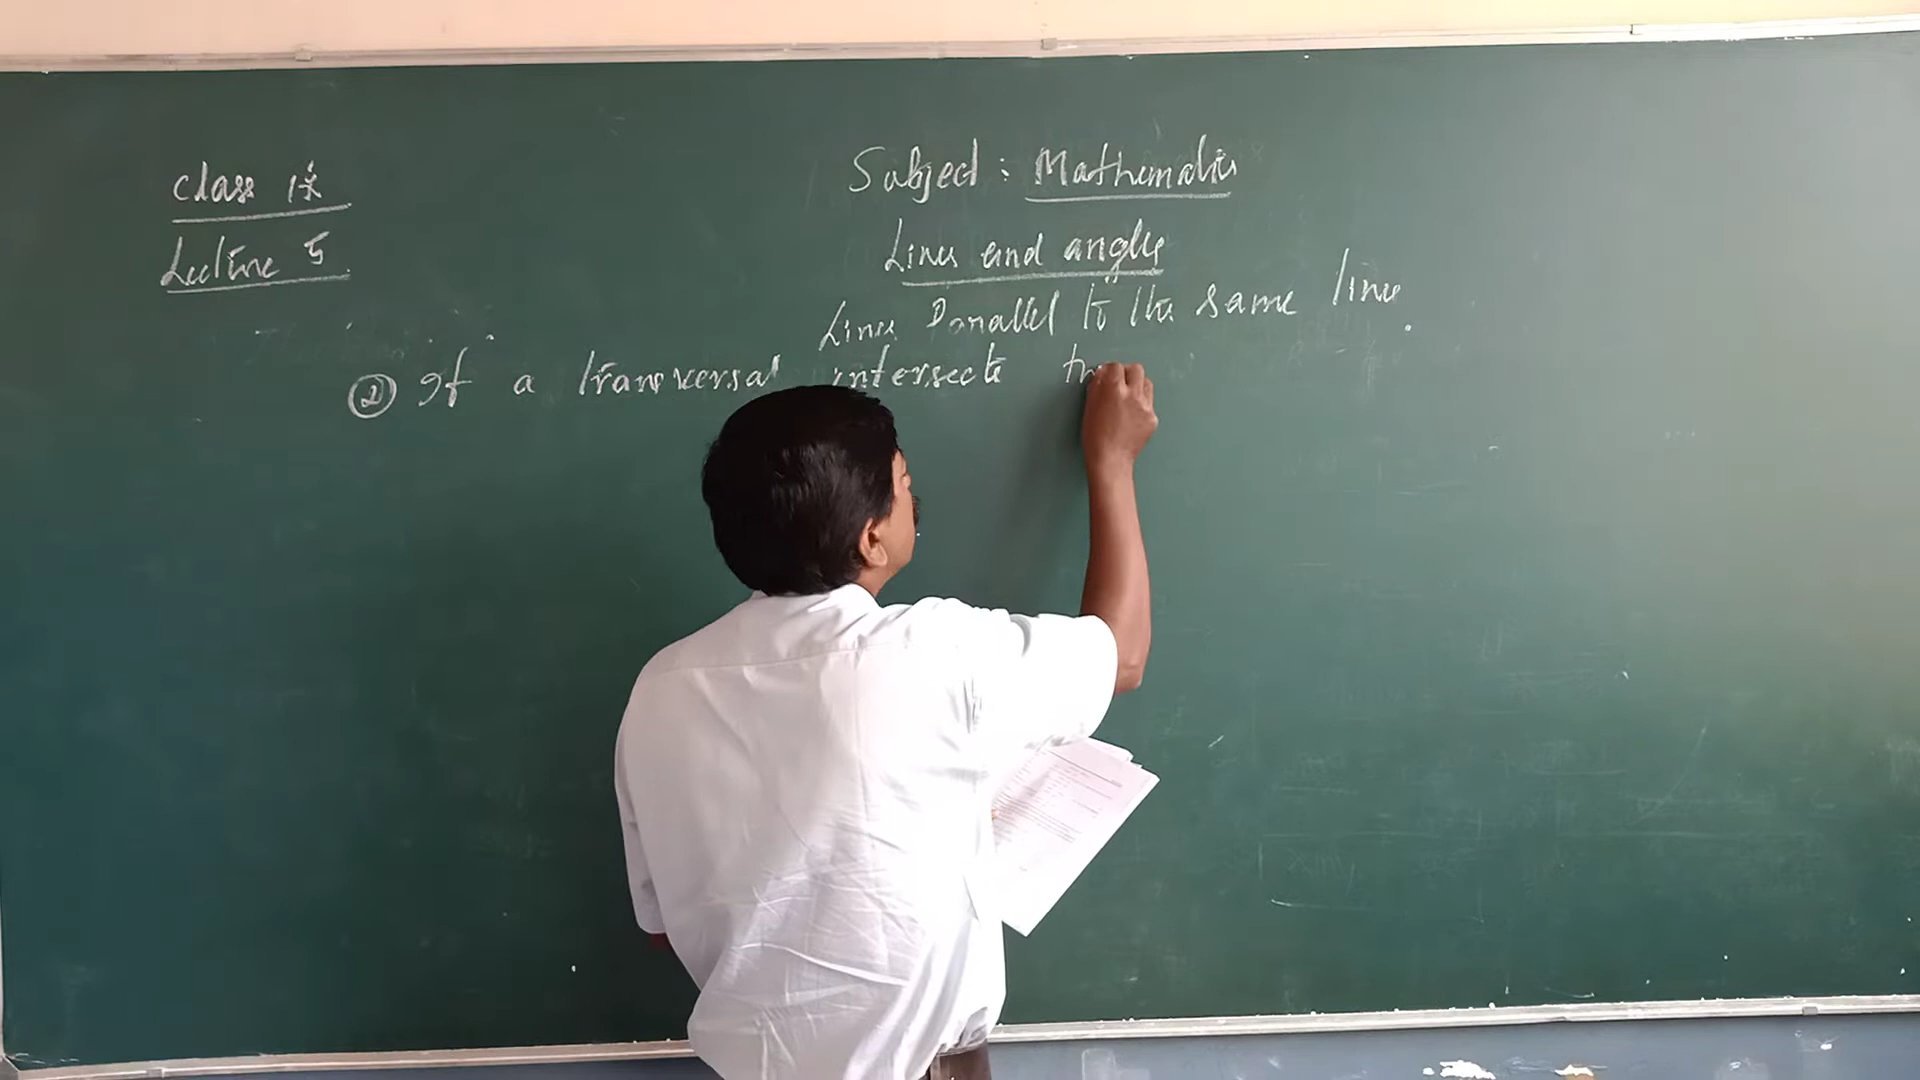 Class IX
Lecture 5
Subject : Mathematics
Lines and angles
Lines Parallel to the same line.
② If a transversal intersects